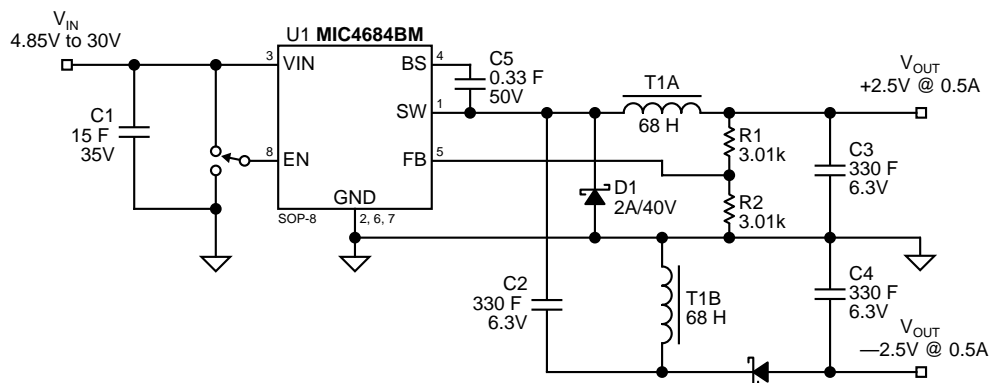 V_IN
4.85V to 30V
U1 MIC4684BM
3
VIN
BS
4
C5
0.33 F
50V
T1A
V_OUT
+2.5V @ 0.5A
C1
15 F
35V
SW
1
68 H
R1
3.01k
8
EN
FB
5
C3
330 F
6.3V
D1
2A/40V
R2
3.01k
GND
SOP-8
2, 6, 7
C2
330 F
6.3V
T1B
68 H
C4
330 F
6.3V
V_OUT
—2.5V @ 0.5A